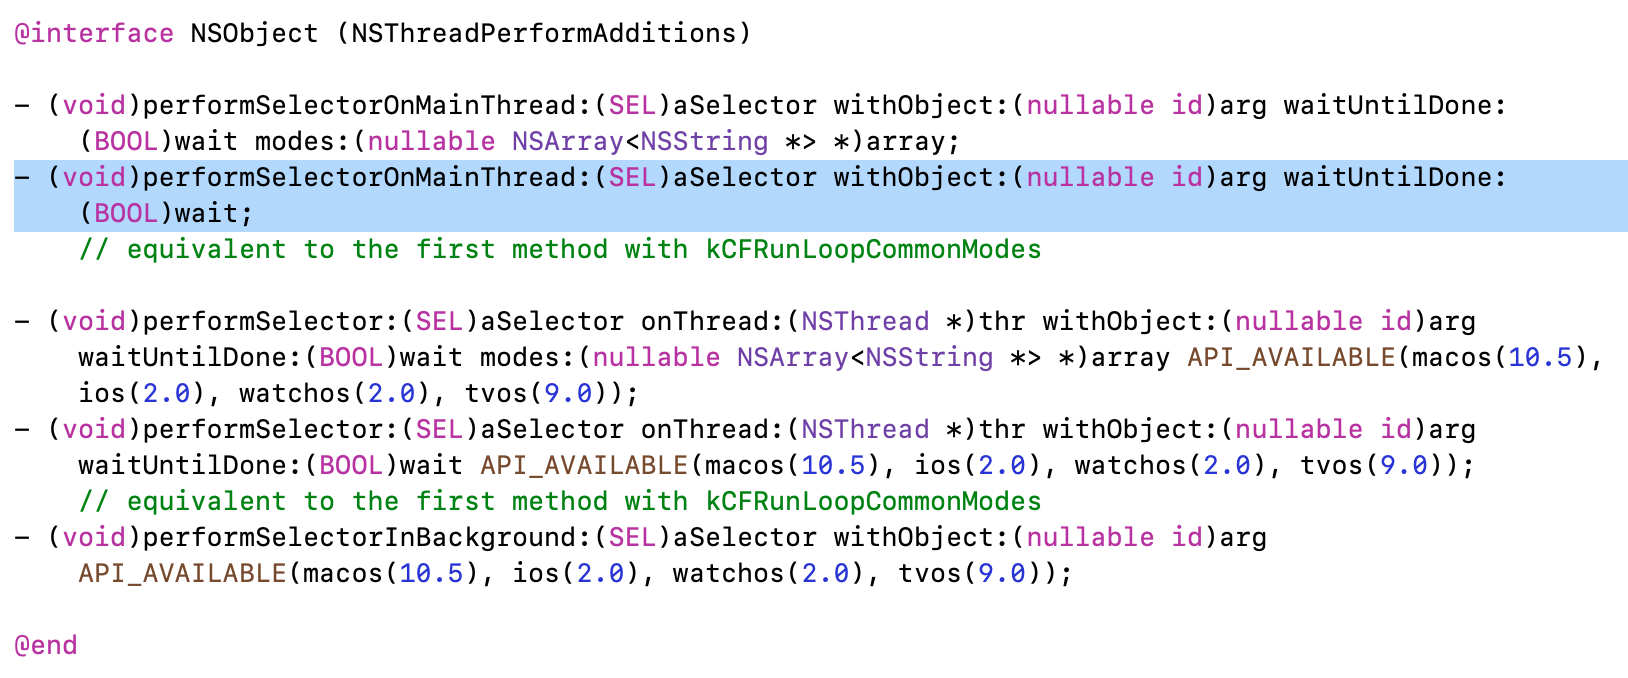 @interface NSObject (NSThreadPerformAdditions)
- (void)performSelectorOnMainThread:(SEL)aSelector withObject:(nullable id)arg waitUntilDone:
(BOOL)wait modes:(nullable NSArray<NSString *> *)array;
- (void)performSelectorOnMainThread:(SEL)aSelector withObject:(nullable id)arg waitUntilDone:
(BOOL)wait;
// equivalent to the first method with kCFRunLoopCommonModes
- (void)performSelector:(SEL)aSelector onThread:(NSThread *)thr withObject:(nullable id)arg
waitUntilDone:(BOOL)wait modes:(nullable NSArray<NSString *> *)array API_AVAILABLE(macos(10.5),
ios(2.0), watchos(2.0), tvos(9.0));
- (void)performSelector:(SEL)aSelector onThread:(NSThread *)thr withObject:(nullable id)arg
waitUntilDone:(BOOL)wait API_AVAILABLE(macos(10.5), ios(2.0), watchos(2.0), tvos(9.0));
// equivalent to the first method with kCFRunLoopCommonModes
- (void)performSelectorInBackground:(SEL)aSelector withObject:(nullable id)arg
API_AVAILABLE(macos(10.5), ios(2.0), watchos(2.0), tvos(9.0));
@end